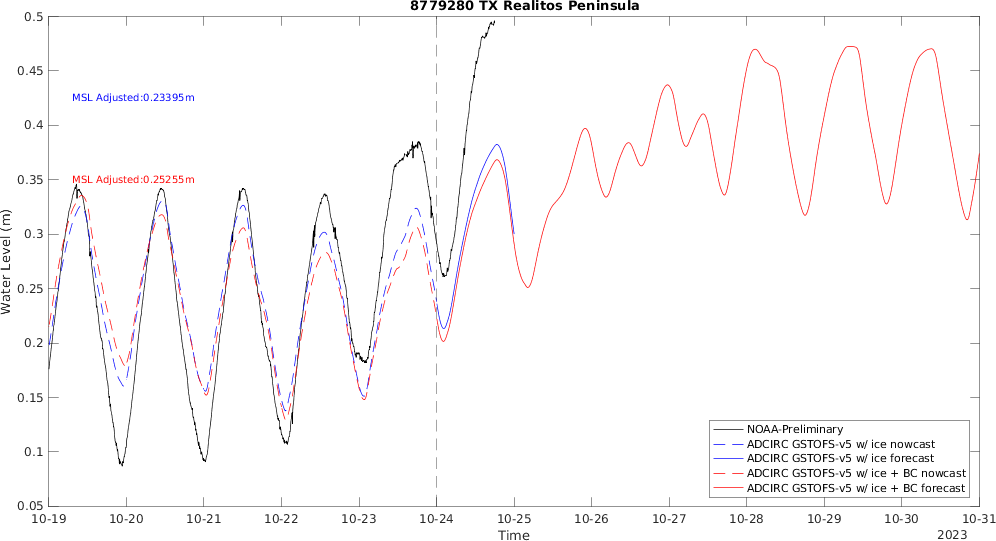 8779280 TX Realitos Peninsula
0.5
0.45
0.4
0.35
0.3
0.25
0.2
0.15
0.1
0.05
Water Level (m)
MSL Adjusted:0.23395m
MSL Adjusted:0.25255m
NOAA-Preliminary
ADCIRC GSTOFS-v5 w/ ice nowcast
ADCIRC GSTOFS-v5 w/ ice forecast
ADCIRC GSTOFS-v5 w/ ice + BC nowcast
ADCIRC GSTOFS-v5 w/ ice + BC forecast
10-19 10-20 10-21 10-22 10-23 10-24 10-25 10-26 10-27 10-28 10-29 10-30 10-31
Time
2023